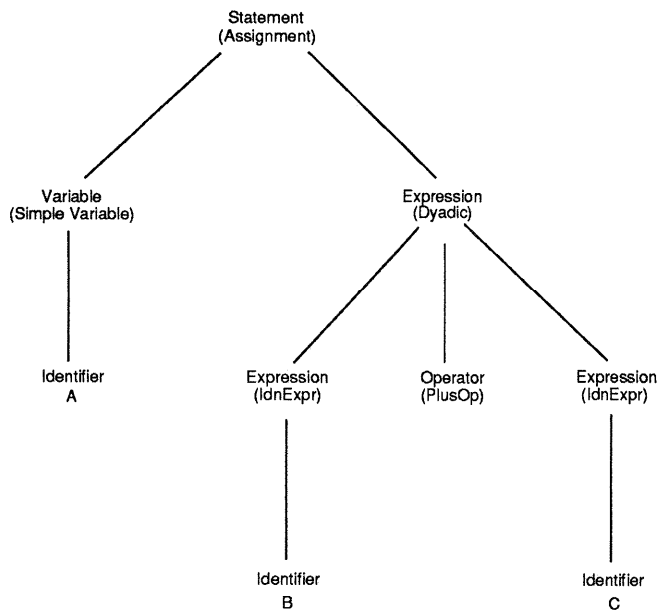 Statement
(Assignment)
Variable
(Simple Variable)
Expression
(Dyadic)
Identifier
A
Expression
(IdnExpr)
Operator
(PlusOp)
Expression
(IdnExpr)
Identifier
B
Identifier
C